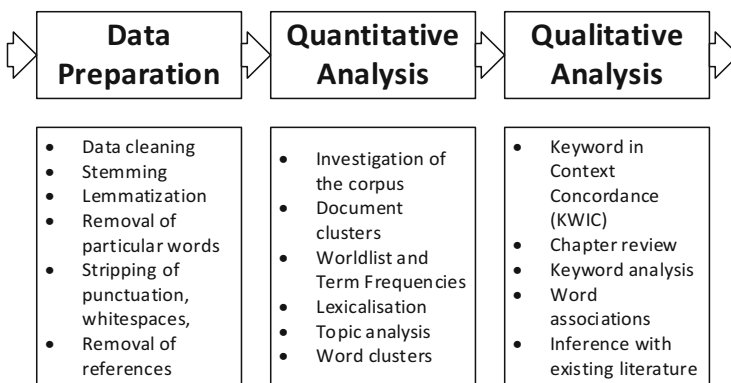 Data
Preparation
Quantitative
Analysis
Qualitative
Analysis
• Data cleaning
• Stemming
• Lemmatization
• Removal of
particular words
• Stripping of
punctuation,
whitespaces,
• Removal of
references
• Investigation of
the corpus
• Document
clusters
• Worldlist and
Term Frequencies
• Lexicalisation
• Topic analysis
• Word clusters
• Keyword in
Context
Concordance
(KWIC)
• Chapter review
• Keyword analysis
• Word
associations
• Inference with
existing literature